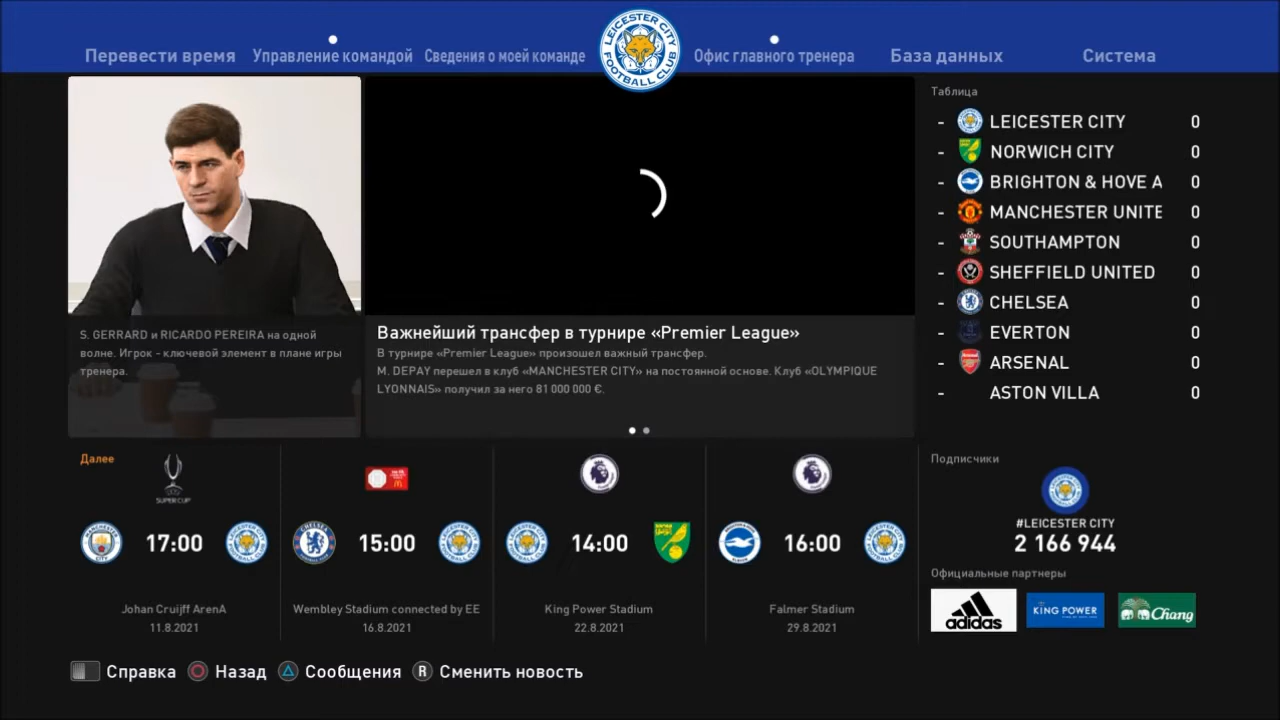 Перевести время
Управление командой
Сведения о моей команде
LEICESTER CITY
FOOTBALL CLUB
Офис главного тренера
База данных
Система
S. GERRARD и RICARDO PEREIRA на одной
волне. Игрок - ключевой элемент в плане игры
тренера.
Важнейший трансфер в турнире «Premier League»
В турнире «Premier League» произошел важный трансфер.
M. DEPAY перешел в клуб «MANCHESTER CITY» на постоянной основе. Клуб «OLYMPIQUE
LYONNAIS» получил за него 81 000 000 €.
Таблица
- LEICESTER CITY 0
- NORWICH CITY 0
- BRIGHTON & HOVE A 0
- MANCHESTER UNITE 0
- SOUTHAMPTON 0
- SHEFFIELD UNITED 0
- CHELSEA 0
- EVERTON 0
- ARSENAL 0
- ASTON VILLA 0
Далее
SUPER CUP
17:00
Johan Cruijff ArenA
11.8.2021
15:00
Wembley Stadium connected by EE
16.8.2021
14:00
King Power Stadium
22.8.2021
16:00
Falmer Stadium
29.8.2021
Подписчики
#LEICESTER CITY
2 166 944
Официальные партнеры
adidas
KING POWER
Chang
Справка
Назад
Сообщения
R Сменить новость